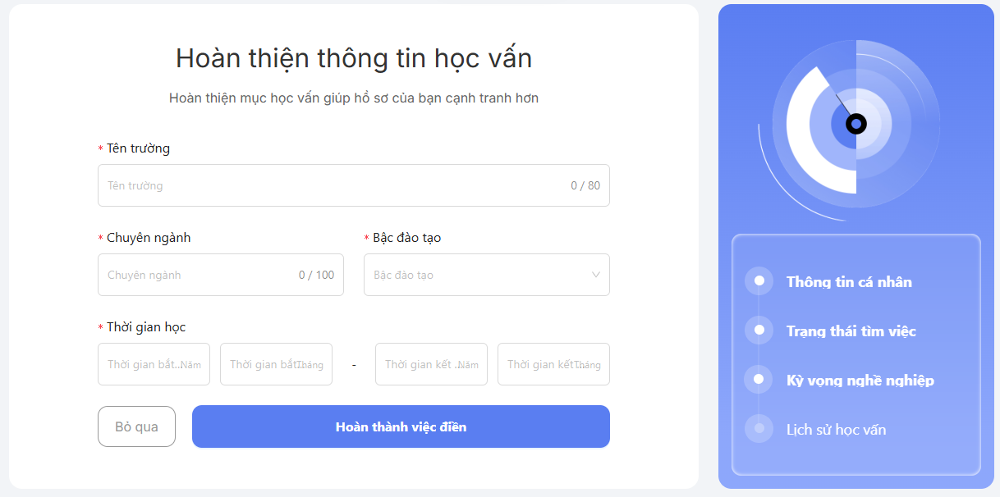 Hoàn thiện thông tin học vấn
Hoàn thiện mục học vấn giúp hồ sơ của bạn cạnh tranh hơn
* Tên trường
Tên trường 0 / 80
* Chuyên ngành * Bậc đào tạo
Chuyên ngành 0 / 100 Bậc đào tạo
* Thời gian học
Thời gian bắt... Năm Thời gian bắt... Tháng - Thời gian kết ... Năm Thời gian kết... Tháng
Bỏ qua Hoàn thành việc điền
Thông tin cá nhân
Trạng thái tìm việc
Kỳ vọng nghề nghiệp
Lịch sử học vấn